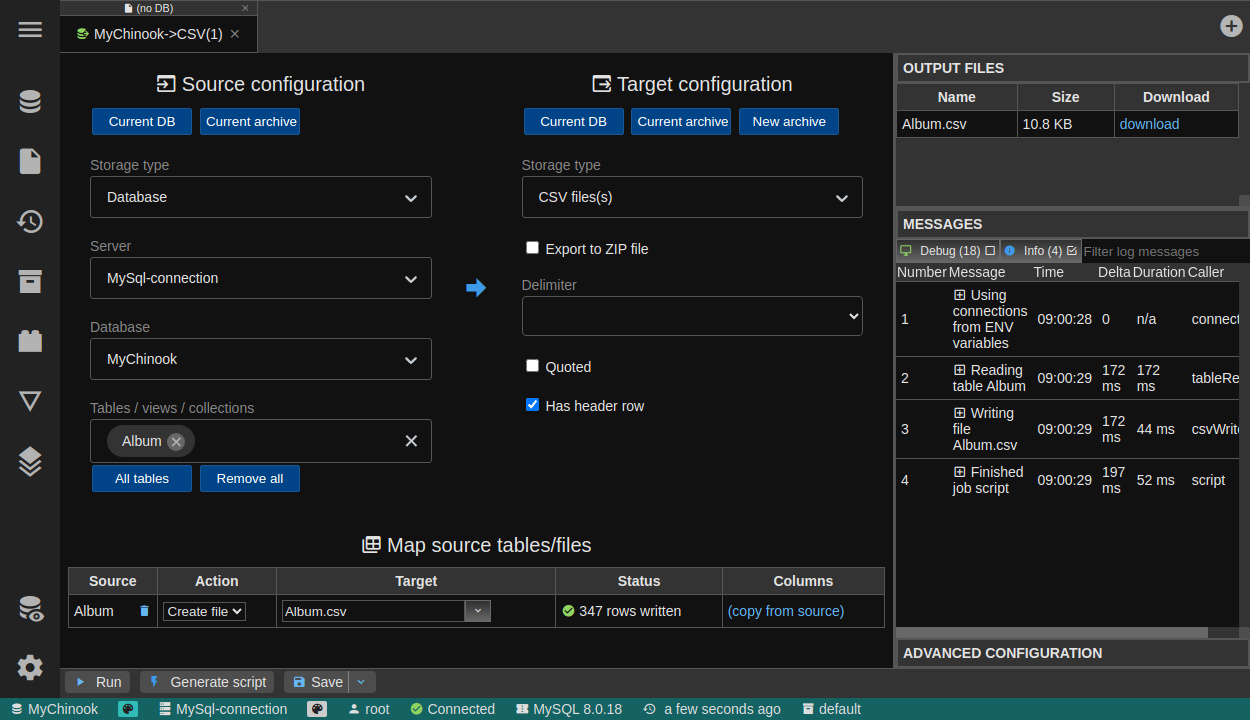 (no DB)
MyChinook->CSV(1)
Source configuration
Current DB
Current archive
Storage type
Database
Server
MySql-connection
Database
MyChinook
Tables / views / collections
Album
All tables
Remove all
Target configuration
Current DB
Current archive
New archive
Storage type
CSV files(s)
Export to ZIP file
Delimiter
Quoted
Has header row
Map source tables/files
Source Action Target Status Columns
Album Create file Album.csv 347 rows written (copy from source)
Run
Generate script
Save
OUTPUT FILES
Name Size Download
Album.csv 10.8 KB download
MESSAGES
Debug (18)
Info (4)
Filter log messages
Number Message Time Delta Duration Caller
1 Using connections from ENV variables 09:00:28 0 n/a connect
2 Reading table Album 09:00:29 172 ms 172 ms tableRe
3 Writing file Album.csv 09:00:29 172 ms 44 ms csvWrite
4 Finished job script 09:00:29 197 ms 52 ms script
ADVANCED CONFIGURATION
MyChinook
MySql-connection
root
Connected
MySQL 8.0.18
a few seconds ago
default